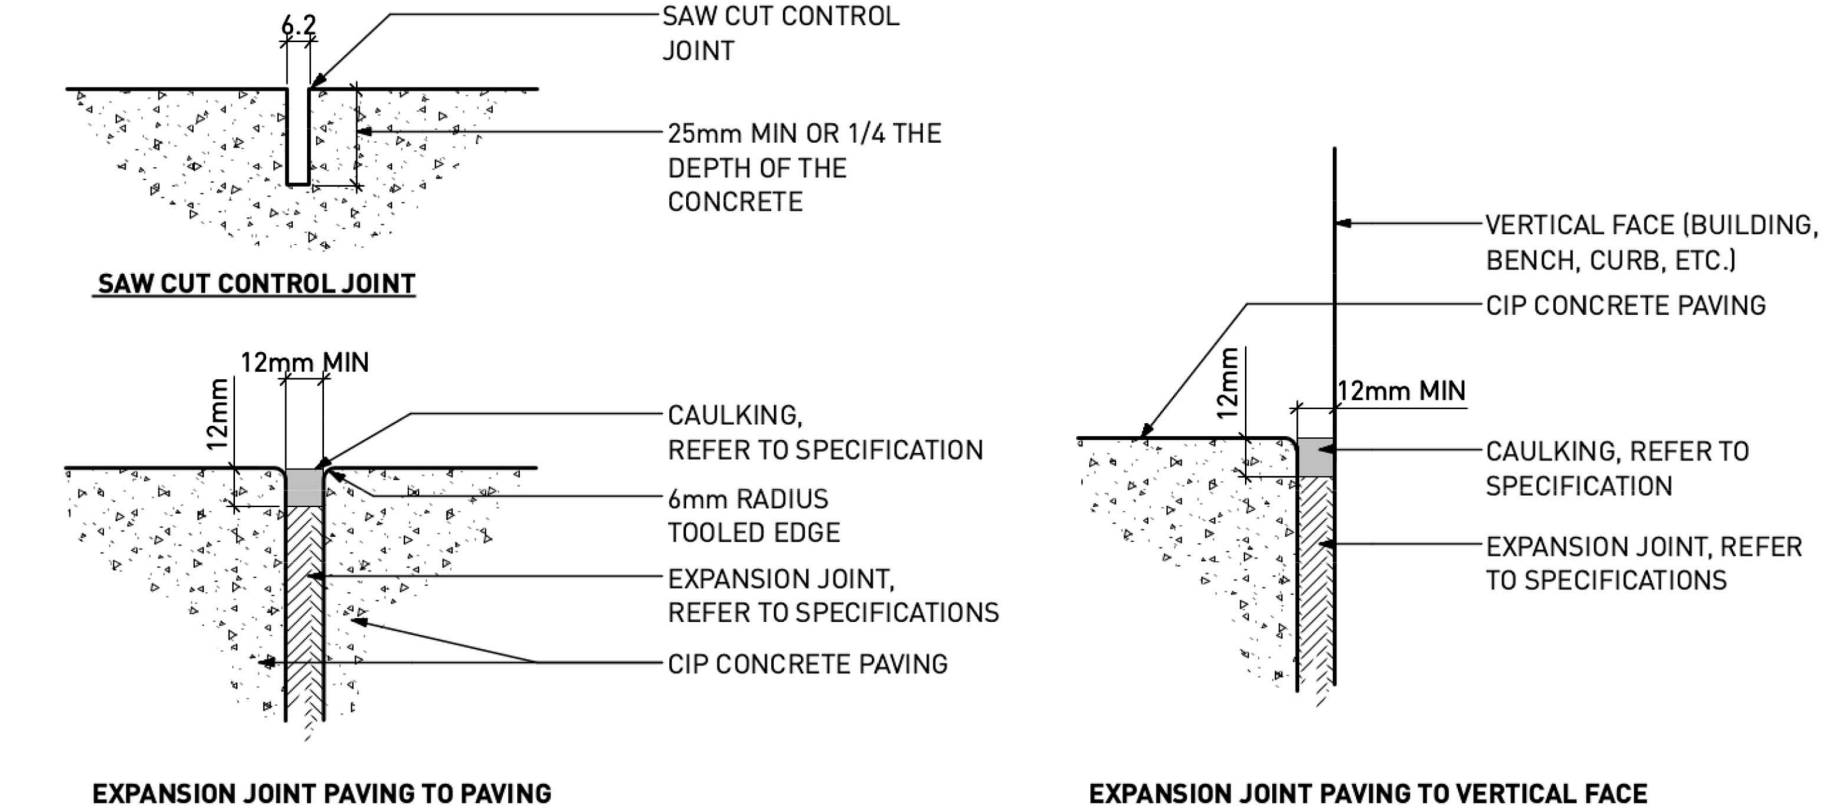 6.2
SAW CUT CONTROL
JOINT
25mm MIN OR 1/4 THE
DEPTH OF THE
CONCRETE
SAW CUT CONTROL JOINT
12mm MIN
12mm
CAULKING,
REFER TO SPECIFICATION
6mm RADIUS
TOOLED EDGE
EXPANSION JOINT,
REFER TO SPECIFICATIONS
CIP CONCRETE PAVING
EXPANSION JOINT PAVING TO PAVING
VERTICAL FACE (BUILDING,
BENCH, CURB, ETC.)
CIP CONCRETE PAVING
12mm
12mm MIN
CAULKING, REFER TO
SPECIFICATION
EXPANSION JOINT, REFER
TO SPECIFICATIONS
EXPANSION JOINT PAVING TO VERTICAL FACE